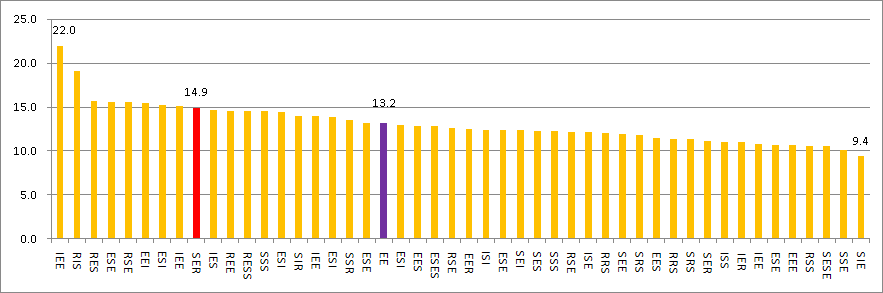 25.0
20.0
15.0
10.0
5.0
0.0
22.0
14.9
13.2
9.4
IEE
RIS
RES
ESE
RSE
EEI
ESI
IEE
SER
IES
REE
RESS
SSS
ESI
SIR
IEE
ESI
SSR
ESE
EE
ESI
EES
ESES
RSE
EER
ISI
ESE
SEI
SES
SSS
RSE
ISE
RRS
SEE
SRS
EES
RRS
SRS
SER
ISS
IER
IEE
ESE
EEE
RSS
SESE
SSE
SIE